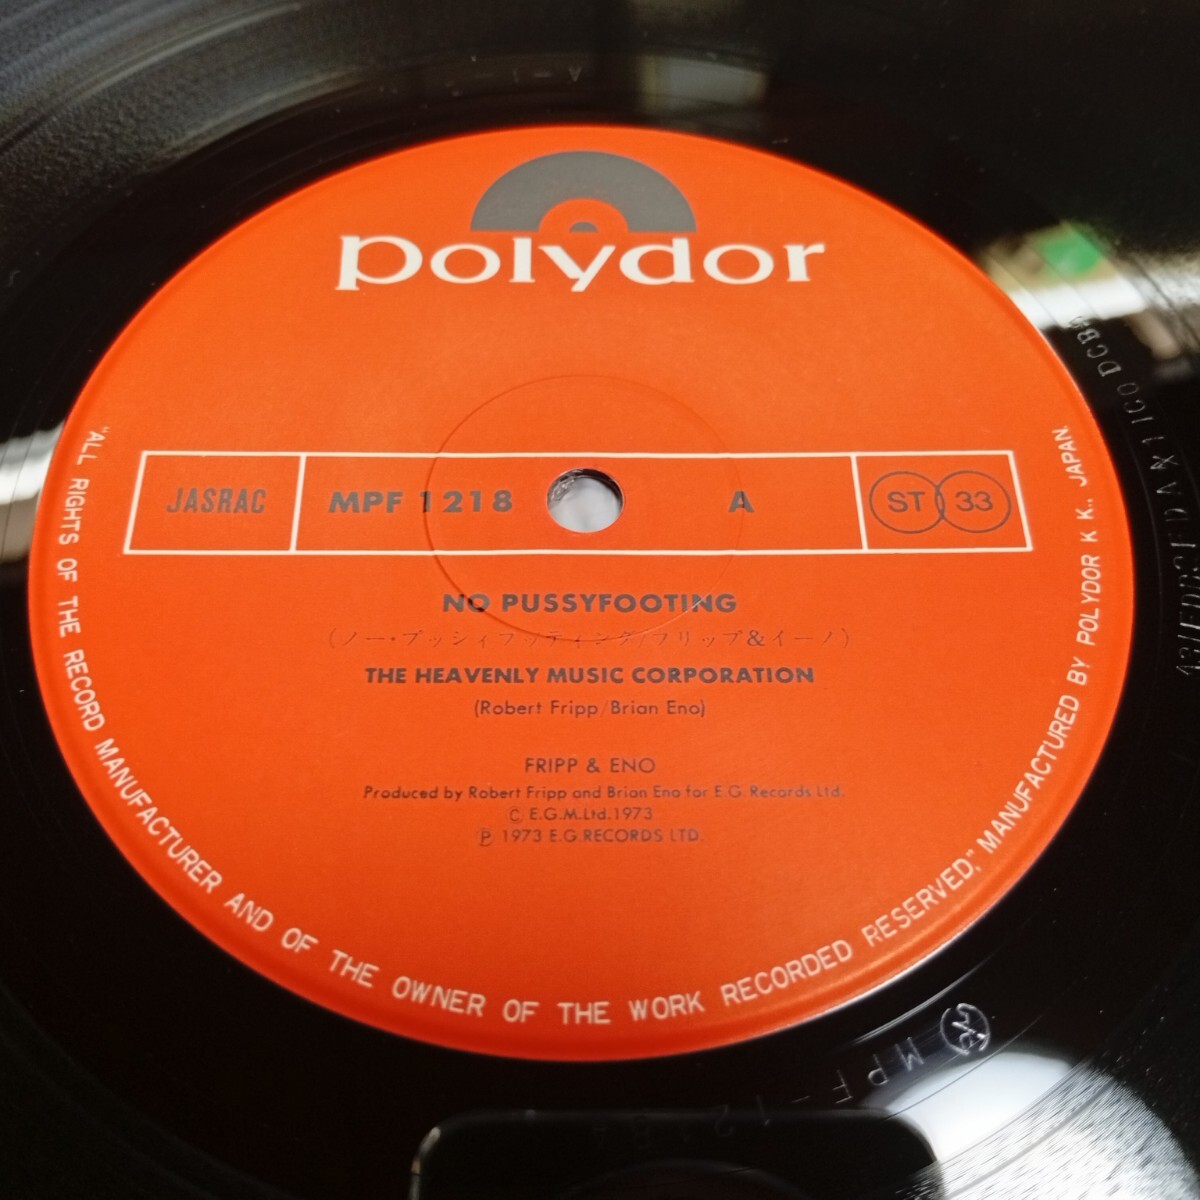 polydor
JASRAC
MPF 1218
A
ST 33
NO PUSSYFOOTING
(ノー・プッシィフッティング/フリップ&イーノ)
THE HEAVENLY MUSIC CORPORATION
(Robert Fripp/Brian Eno)
FRIPP & ENO
Produced by Robert Fripp and Brian Eno for E.G. Records Ltd.
Ⓒ E.G.M.Ltd.1973
Ⓟ 1973 E.G.RECORDS LTD.
"ALL RIGHTS OF THE RECORD MANUFACTURER AND OF THE OWNER OF THE WORK RECORDED RESERVED." MANUFACTURED BY POLYDOR K K., JAPAN.